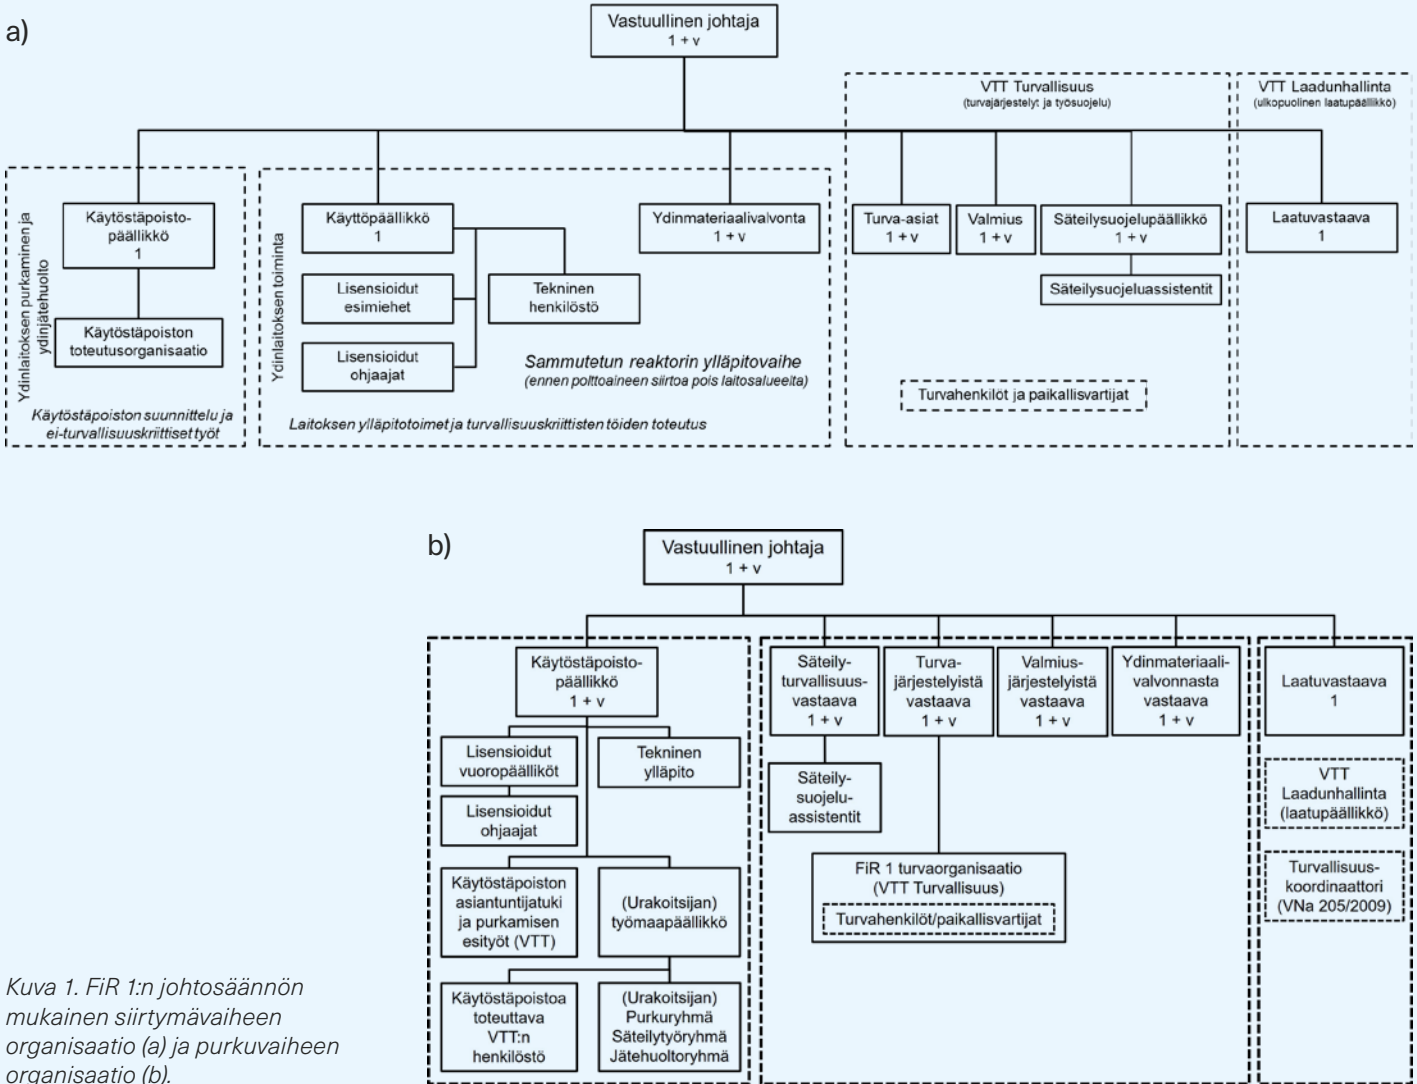 a)
Vastuullinen johtaja
1 + v
VTT Turvallisuus
(turvajärjestelyt ja työsuojelu)
VTT Laadunhallinta
(ulkopuolinen laatupäällikkö)
Ydinlaitoksen purkaminen ja
ydinjätehuolto
Käytöstäpoisto-
päällikkö
1
Käytöstäpoiston
toteutusorganisaatio
Käytöstäpoiston suunnittelu ja
ei-turvallisuuskriittiset työt
Ydinlaitoksen toiminta
Käyttöpäällikkö
1
Lisensioidut
esimiehet
Lisensioidut
ohjaajat
Tekninen
henkilöstö
Ydinmateriaalivalvonta
1 + v
Sammutetun reaktorin ylläpitovaihe
(ennen polttoaineen siirtoa pois laitosalueelta)
Laitoksen ylläpitotoimet ja turvallisuuskriittisten töiden toteutus
Turva-asiat
1 + v
Valmius
1 + v
Säteilysuojelupäällikkö
1 + v
Säteilysuojeluassistentit
Turvahenkilöt ja paikallisvartijat
Laatuvastaava
1
b)
Vastuullinen johtaja
1 + v
Käytöstäpoisto-
päällikkö
1 + v
Lisensioidut
vuoropäälliköt
Lisensioidut
ohjaajat
Tekninen
ylläpito
Käytöstäpoiston
asiantuntijatuki
ja purkamisen
esityöt (VTT)
(Urakoitsijan)
työmaapäällikkö
Käytöstäpoistoa
toteuttava
VTT:n
henkilöstö
(Urakoitsijan)
Purkuryhmä
Säteilytyöryhmä
Jätehuoltoryhmä
Säteily-
turvallisuus-
vastaava
1 + v
Säteily-
suojelu-
assistentit
Turva-
järjestelyistä
vastaava
1 + v
Valmius-
järjestelyistä
vastaava
1 + v
Ydinmateriaali-
valvonnasta
vastaava
1 + v
FiR 1 turvaorganisaatio
(VTT Turvallisuus)
Turvahenkilöt/paikallisvartijat
Laatuvastaava
1
VTT
Laadunhallinta
(laatupäällikkö)
Turvallisuus-
koordinaattori
(VNa 205/2009)
Kuva 1. FiR 1:n johtosäännön
mukainen siirtymävaiheen
organisaatio (a) ja purkuvaiheen
organisaatio (b).